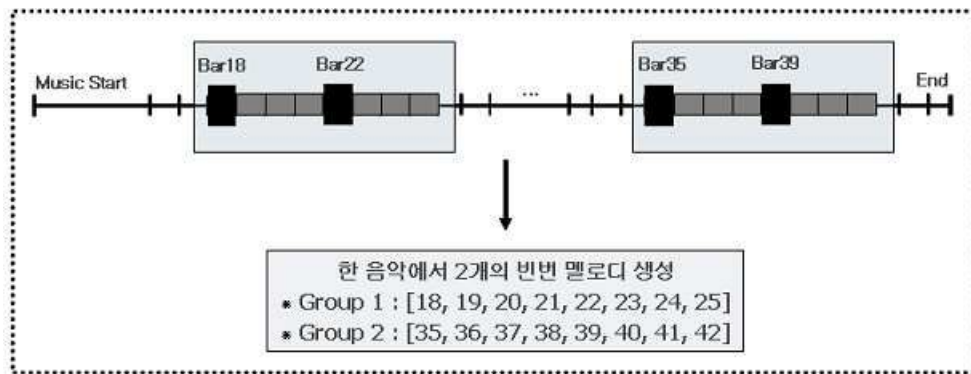 Bar18
Bar22
Bar35
Bar39
Music Start
...
End
한 음악에서 2개의 빈번 멜로디 생성
* Group 1 : [18, 19, 20, 21, 22, 23, 24, 25]
* Group 2 : [35, 36, 37, 38, 39, 40, 41, 42]